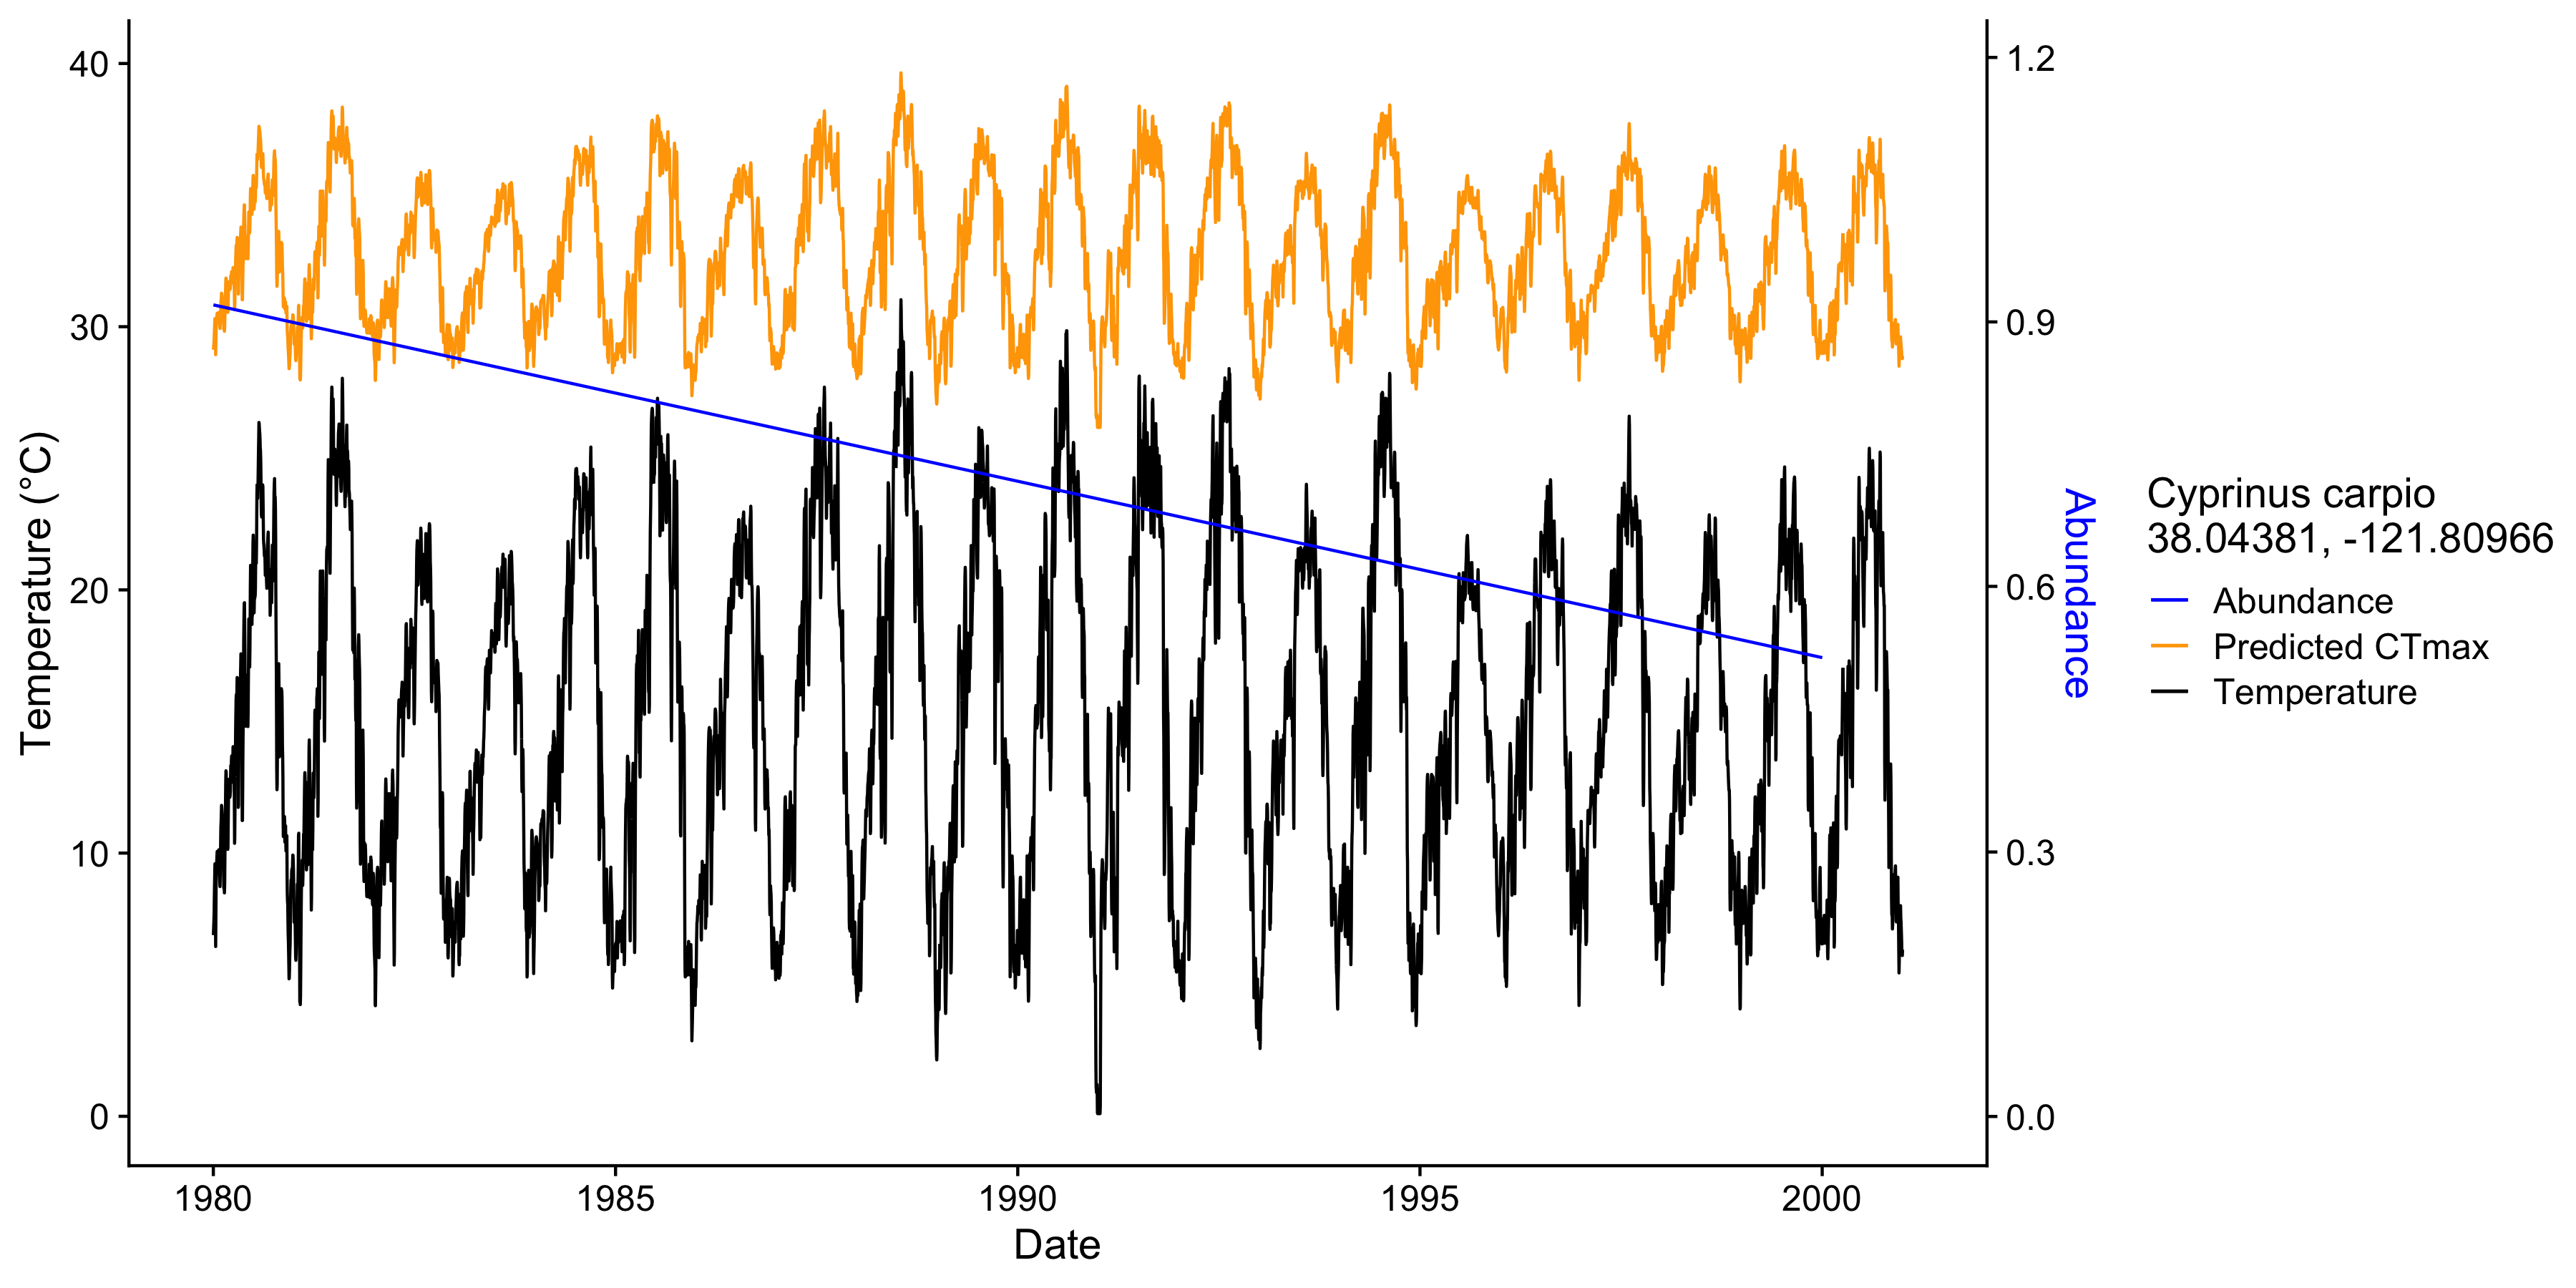 40
30
20
10
0
Temperature (°C)
1980
1985
1990
1995
2000
Date
1.2
0.9
0.6
0.3
0.0
Abundance
Cyprinus carpio
38.04381, -121.80966
Abundance
Predicted CTmax
Temperature